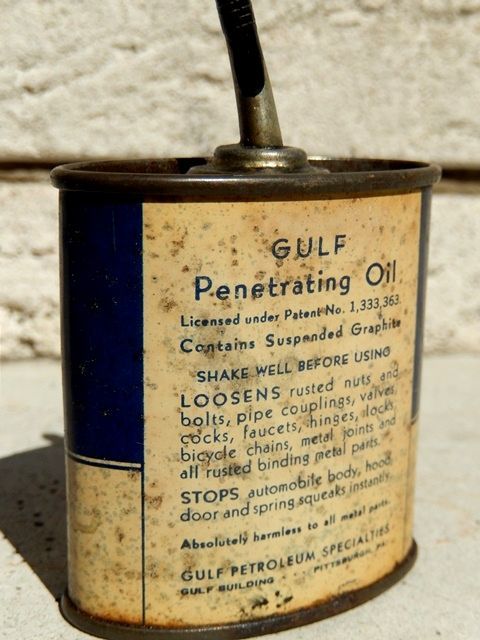 GULF
Penetrating Oil
Licensed under Patent No. 1,333,363.
Contains Suspended Graphite
SHAKE WELL BEFORE USING
LOOSENS rusted nuts and
bolts, pipe couplings, valves,
cocks, faucets, hinges, locks,
bicycle chains, metal joints and
all rusted binding metal parts.
STOPS automobile body, hood,
door and spring squeaks instantly.
Absolutely harmless to all metal parts.
GULF PETROLEUM SPECIALTIES
GULF BUILDING PITTSBURGH, PA.